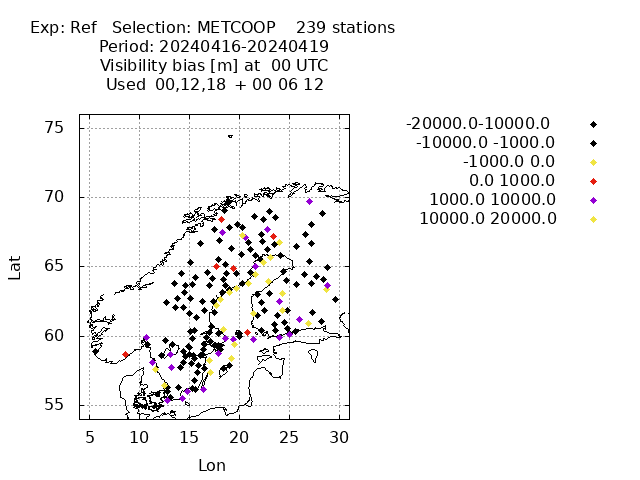 Exp: Ref   Selection: METCOOP    239 stations
Period: 20240416-20240419
Visibility bias [m] at  00 UTC
Used  00,12,18  + 00 06 12
-20000.0-10000.0
-10000.0 -1000.0
-1000.0 0.0
0.0 1000.0
1000.0 10000.0
10000.0 20000.0
75
70
65
60
55
Lat
5 10 15 20 25 30
Lon